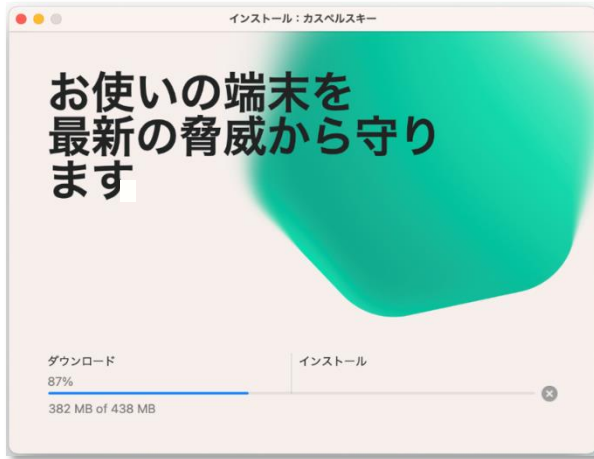 インストール：カスペルスキー
お使いの端末を
最新の脅威から守り
ます
ダウンロード
インストール
87%
382 MB of 438 MB